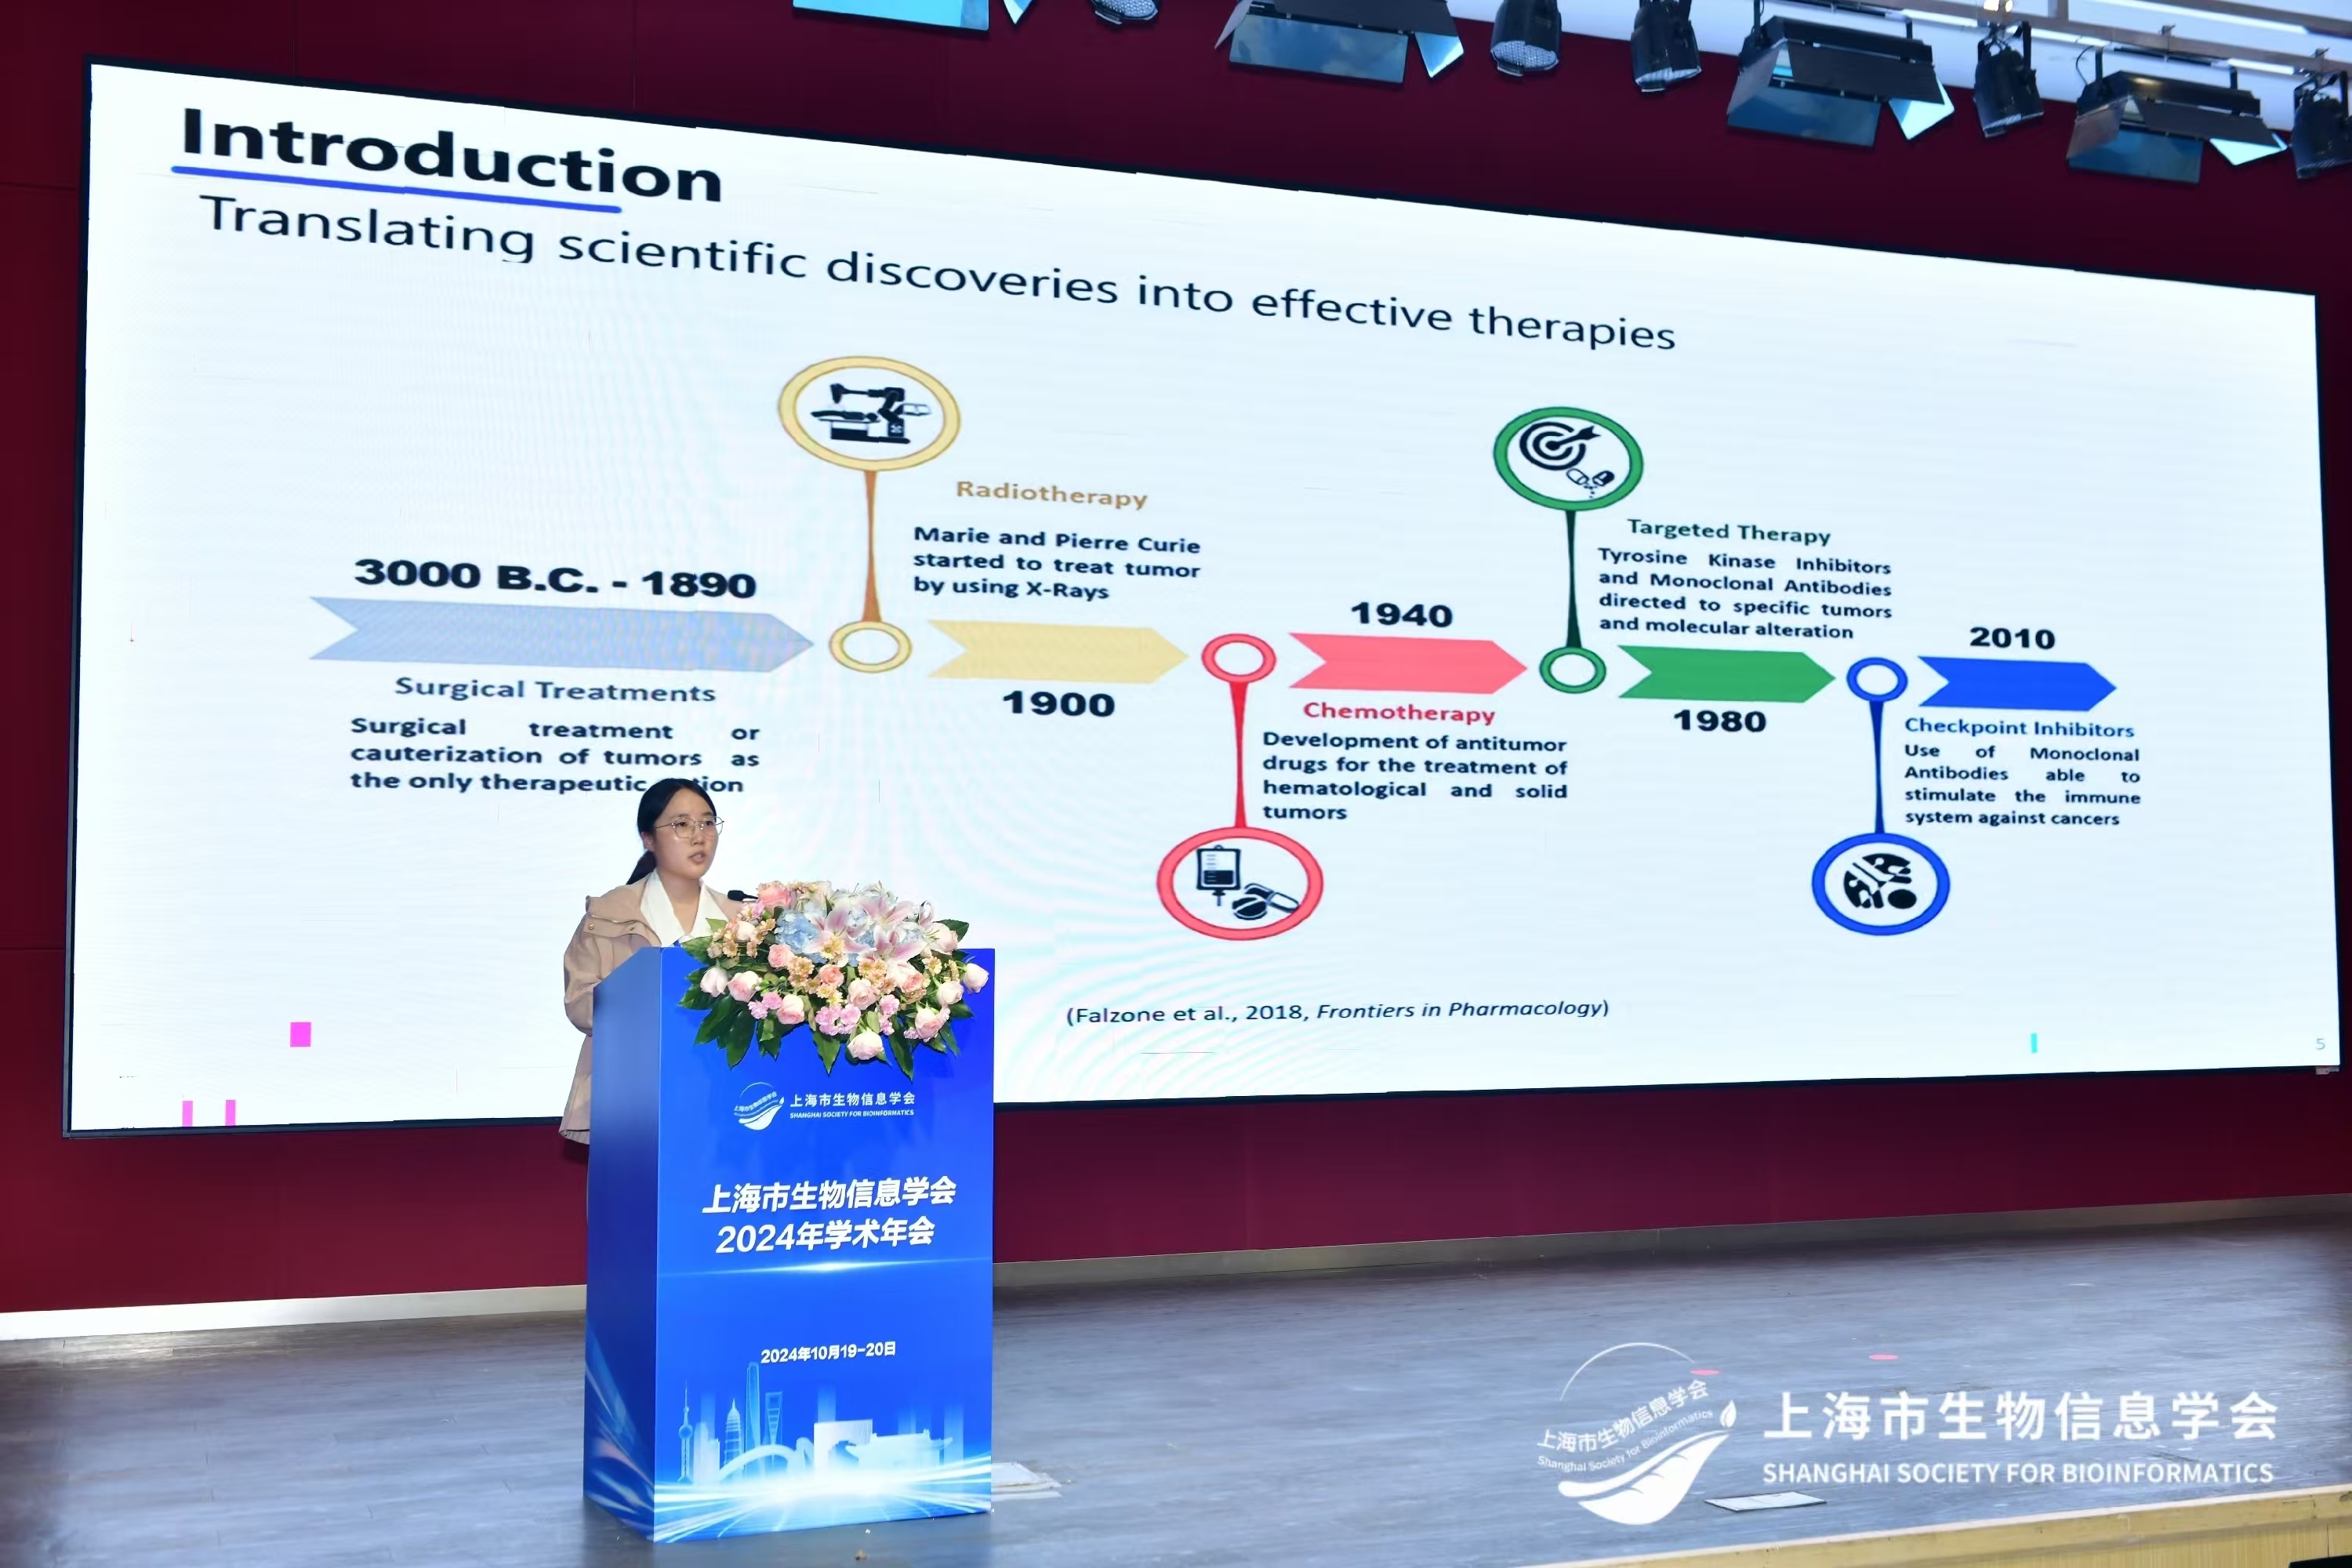 Introduction
Translating scientific discoveries into effective therapies
3000 B.C. - 1890
Surgical Treatments
Surgical treatment or
cauterization of tumors as
the only therapeutic
Radiotherapy
Marie and Pierre Curie
started to treat tumor
by using X-Rays
1900
1940
Chemotherapy
Development of antitumor
drugs for the treatment of
hematological and solid
tumors
Targeted Therapy
Tyrosine Kinase Inhibitors
and Monoclonal Antibodies
directed to specific tumors
and molecular alteration
1980
2010
Checkpoint Inhibitors
Use of Monoclonal
Antibodies able to
stimulate the immune
system against cancers
(Falzone et al., 2018, Frontiers in Pharmacology)
5
上海市生物信息学会
SHANGHAI SOCIETY FOR BIOINFORMATICS
上海市生物信息学会
2024年学术年会
2024年10月19-20日
上海市生物信息学会
Shanghai Society for Bioinformatics
上海市生物信息学会
SHANGHAI SOCIETY FOR BIOINFORMATICS